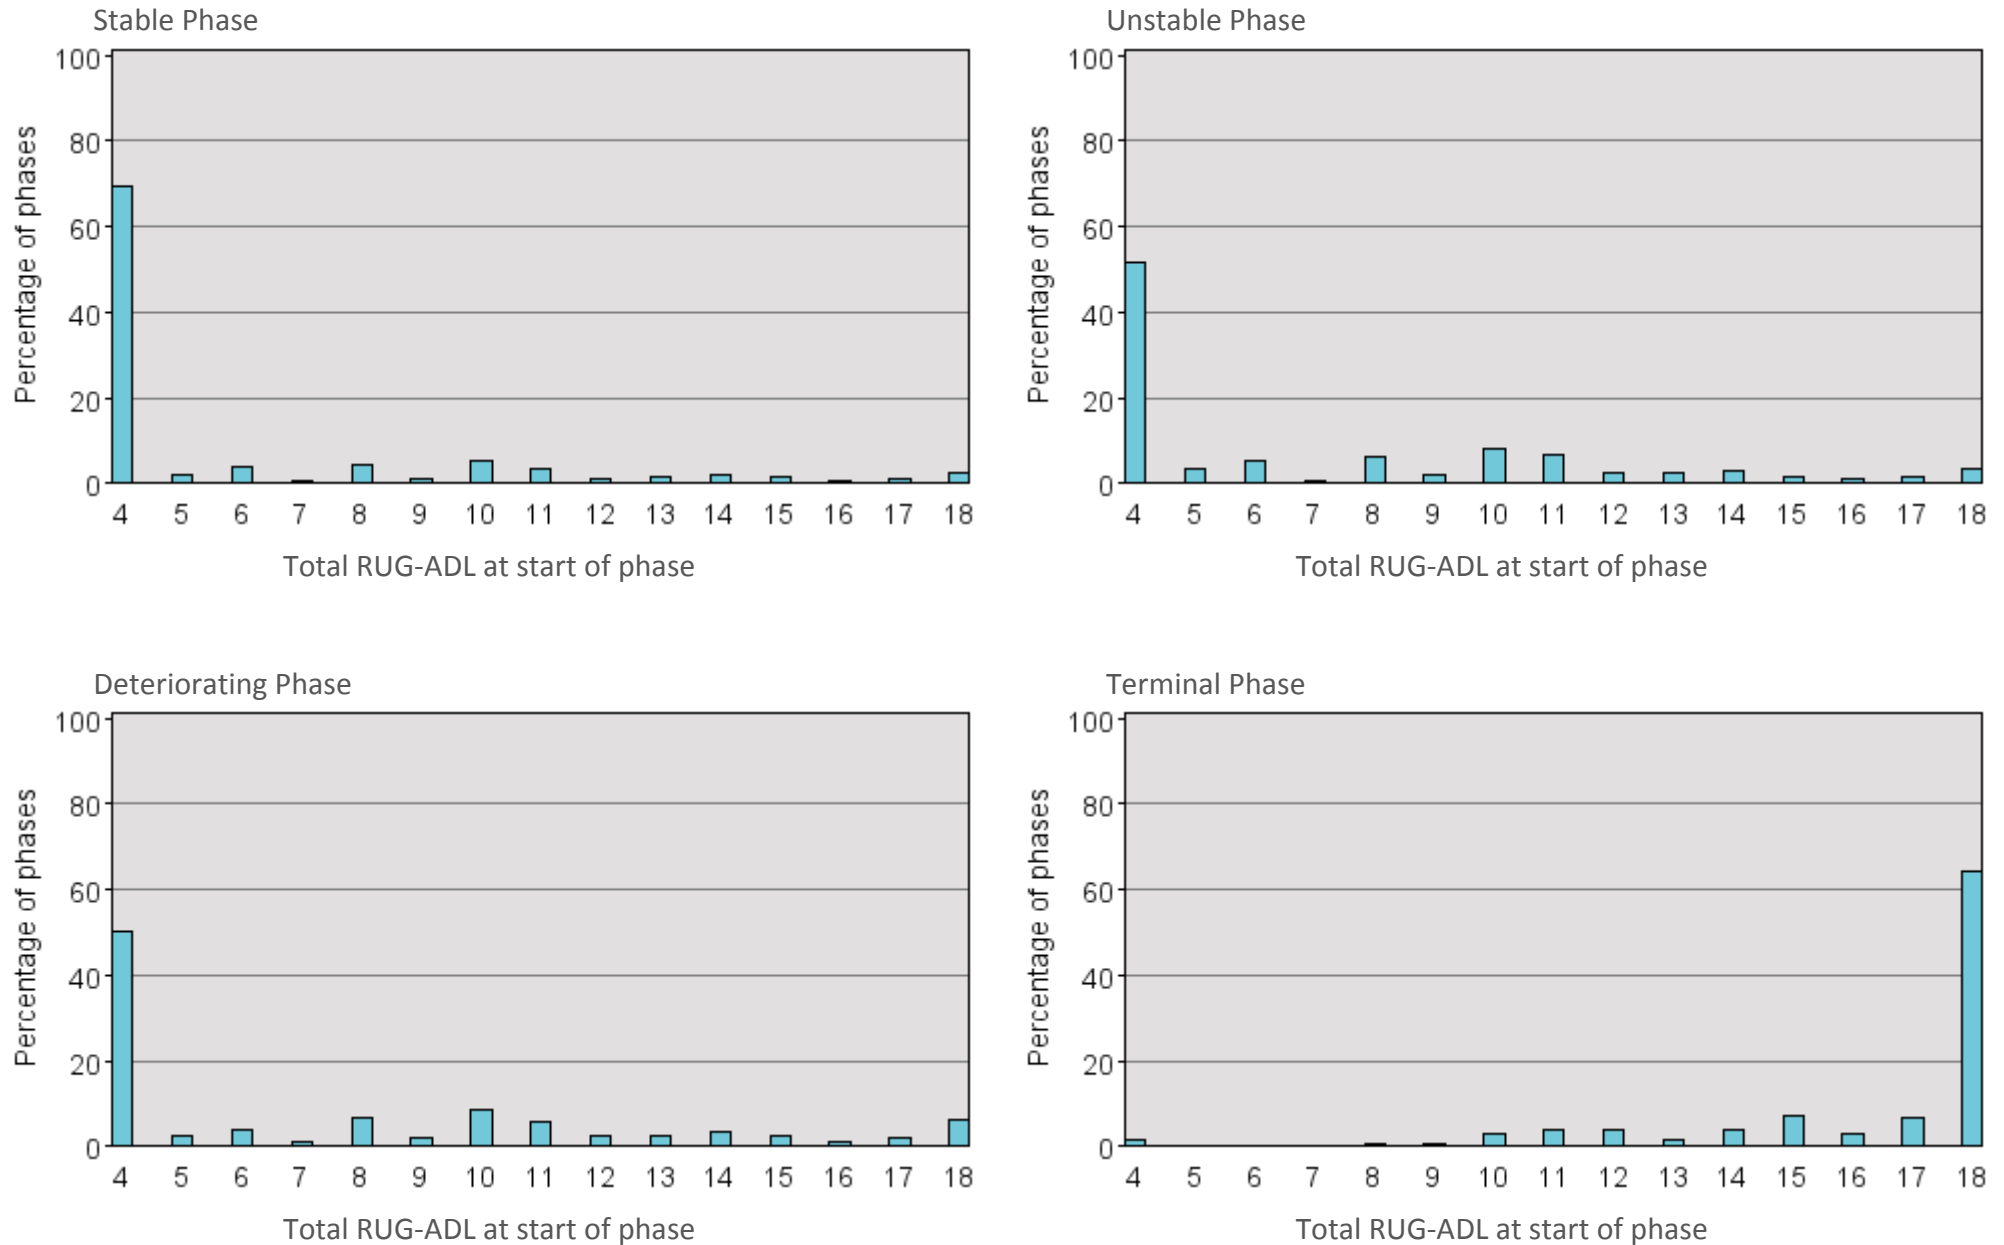 Stable Phase
100
80
60
40
20
0
Percentage of phases
4 5 6 7 8 9 10 11 12 13 14 15 16 17 18
Total RUG-ADL at start of phase
Unstable Phase
100
80
60
40
20
0
Percentage of phases
4 5 6 7 8 9 10 11 12 13 14 15 16 17 18
Total RUG-ADL at start of phase
Deteriorating Phase
100
80
60
40
20
0
Percentage of phases
4 5 6 7 8 9 10 11 12 13 14 15 16 17 18
Total RUG-ADL at start of phase
Terminal Phase
100
80
60
40
20
0
Percentage of phases
4 5 6 7 8 9 10 11 12 13 14 15 16 17 18
Total RUG-ADL at start of phase